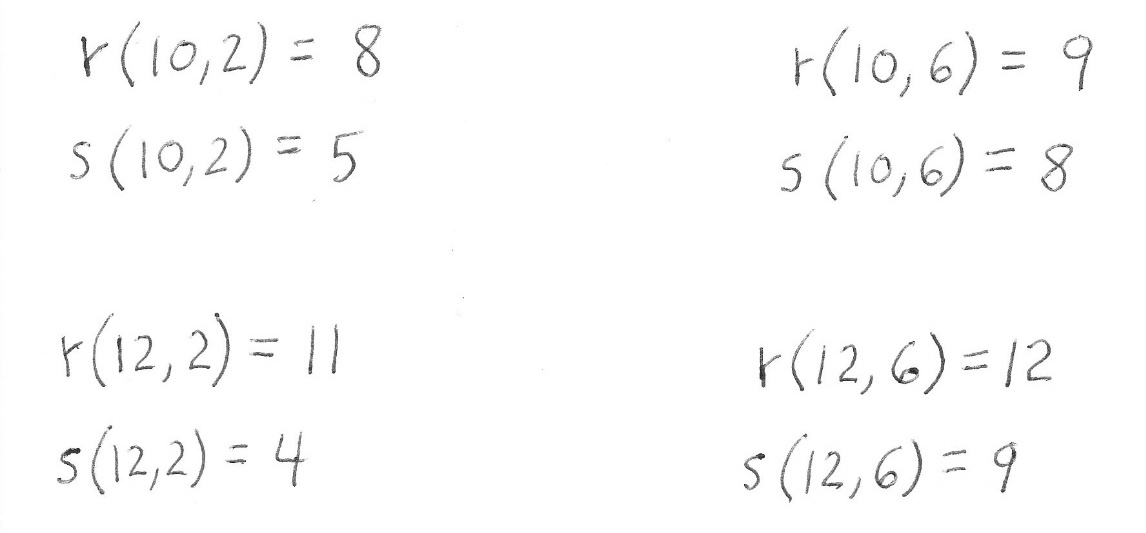 r(10,2) = 8
s(10,2) = 5
r(10,6) = 9
s(10,6) = 8
r(12,2) = 11
s(12,2) = 4
r(12,6) = 12
s(12,6) = 9